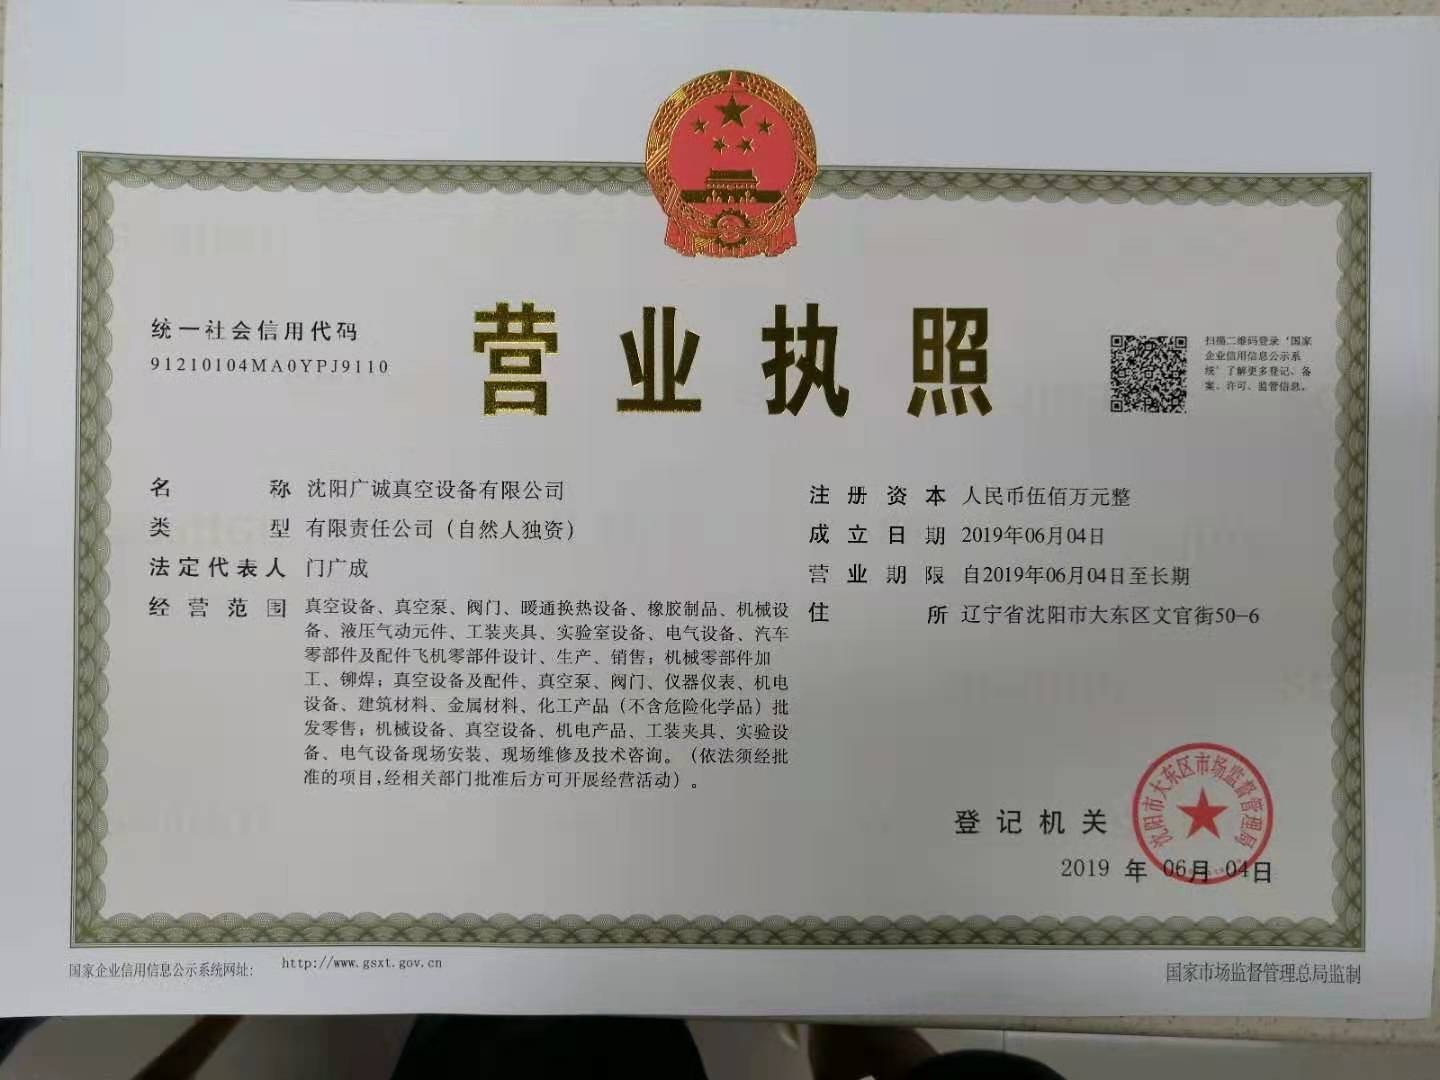 营业执照
统一社会信用代码
91210104MA0YPJ9110
扫描二维码登录'国家
企业信用信息公示系
统'了解更多登记、备
案、许可、监管信息。
名称 沈阳广诚真空设备有限公司
类型 有限责任公司（自然人独资）
法定代表人 门广成
经营范围 真空设备、真空泵、阀门、暖通换热设备、橡胶制品、机械设
备、液压气动元件、工装夹具、实验室设备、电气设备、汽车
零部件及配件飞机零部件设计、生产、销售；机械零部件加
工、铆焊；真空设备及配件、真空泵、阀门、仪器仪表、机电
设备、建筑材料、金属材料、化工产品（不含危险化学品）批
发零售；机械设备、真空设备、机电产品、工装夹具、实验设
备、电气设备现场安装、现场维修及技术咨询。（依法须经批
准的项目,经相关部门批准后方可开展经营活动）。
注册资本 人民币伍佰万元整
成立日期 2019年06月04日
营业期限 自2019年06月04日至长期
住所 辽宁省沈阳市大东区文官街50-6
登记机关
沈阳市大东区市场监督管理局
2019 年 06月 04日
国家企业信用信息公示系统网址: http://www.gsxt.gov.cn
国家市场监督管理总局监制